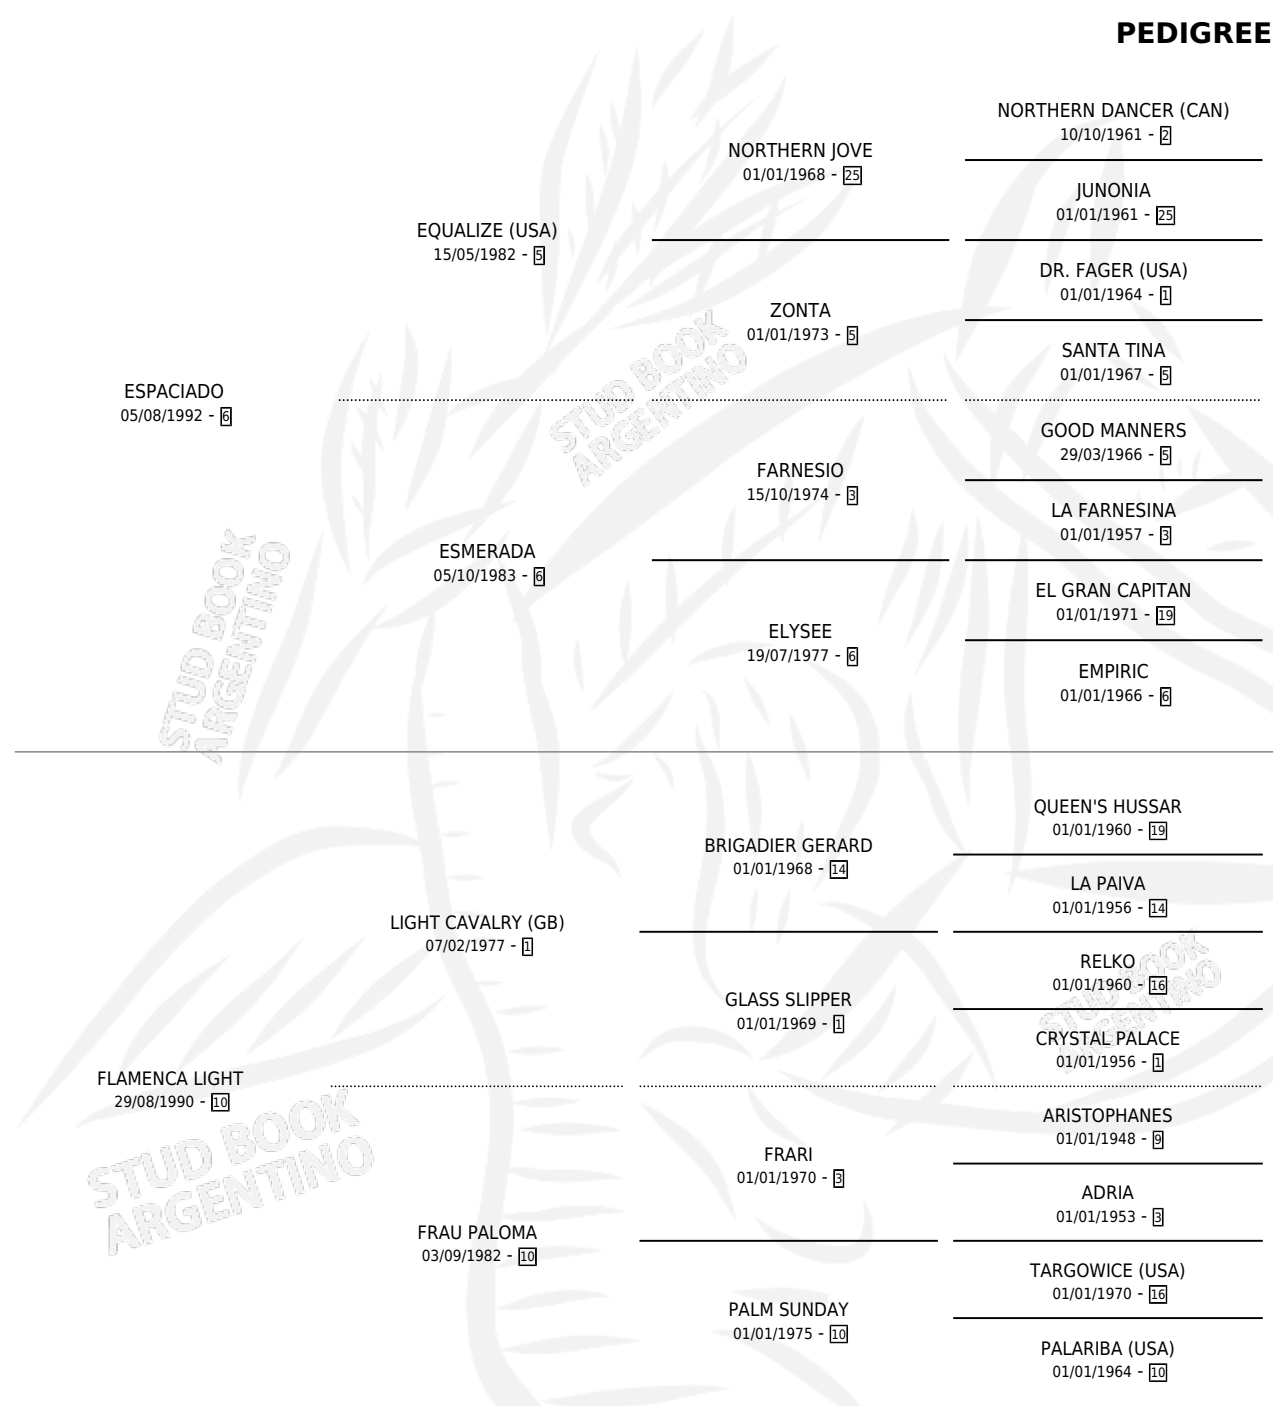 PEDIGREE
NORTHERN DANCER (CAN)
10/10/1961 - 2
NORTHERN JOVE
01/01/1968 - 25
JUNONIA
01/01/1961 - 25
EQUALIZE (USA)
15/05/1982 - 5
DR. FAGER (USA)
01/01/1964 - 1
ZONTA
01/01/1973 - 5
SANTA TINA
01/01/1967 - 5
ESPACIADO
05/08/1992 - 6
STUD BOOK
ARGENTINO
GOOD MANNERS
29/03/1966 - 5
FARNESIO
15/10/1974 - 3
LA FARNESINA
01/01/1957 - 3
ESMERADA
05/10/1983 - 6
EL GRAN CAPITAN
01/01/1971 - 19
ELYSEE
19/07/1977 - 6
EMPIRIC
01/01/1966 - 6
STUD BOOK
ARGENTINO
QUEEN'S HUSSAR
01/01/1960 - 19
BRIGADIER GERARD
01/01/1968 - 14
LA PAIVA
01/01/1956 - 14
LIGHT CAVALRY (GB)
07/02/1977 - 1
RELKO
01/01/1960 - 16
GLASS SLIPPER
01/01/1969 - 1
CRYSTAL PALACE
01/01/1956 - 1
STUD BOOK
ARGENTINO
FLAMENCA LIGHT
29/08/1990 - 10
ARISTOPHANES
01/01/1948 - 9
FRARI
01/01/1970 - 3
ADRIA
01/01/1953 - 3
FRAU PALOMA
03/09/1982 - 10
TARGOWICE (USA)
01/01/1970 - 16
PALM SUNDAY
01/01/1975 - 10
PALARIBA (USA)
01/01/1964 - 10
STUD BOOK
ARGENTINO